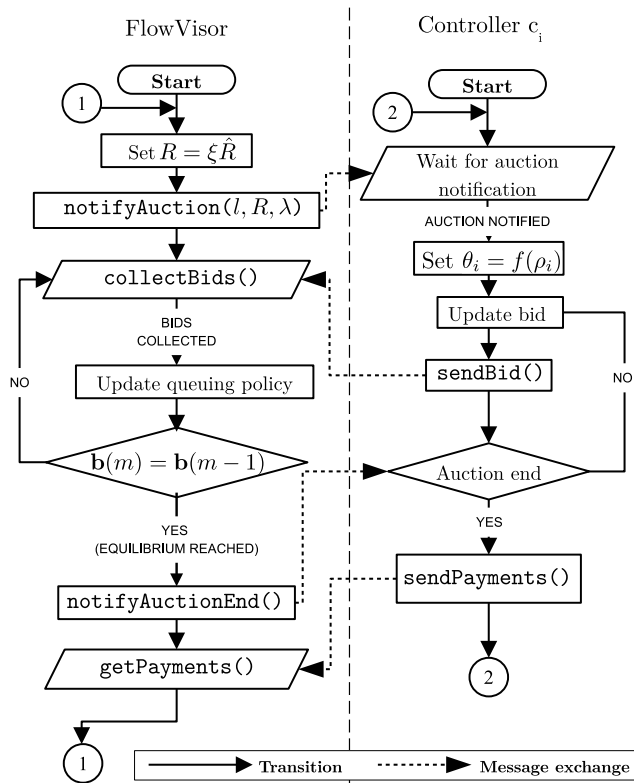 FlowVisor
Start
1
Set R = ξR̂
notifyAuction(l, R, λ)
collectBids()
BIDS
COLLECTED
NO
Update queuing policy
b(m) = b(m − 1)
YES
(EQUILIBRIUM REACHED)
notifyAuctionEnd()
getPayments()
1
Controller c_i
Start
2
Wait for auction
notification
AUCTION NOTIFIED
Set θ_i = f(ρ_i)
Update bid
sendBid()
NO
Auction end
YES
sendPayments()
2
Transition
Message exchange